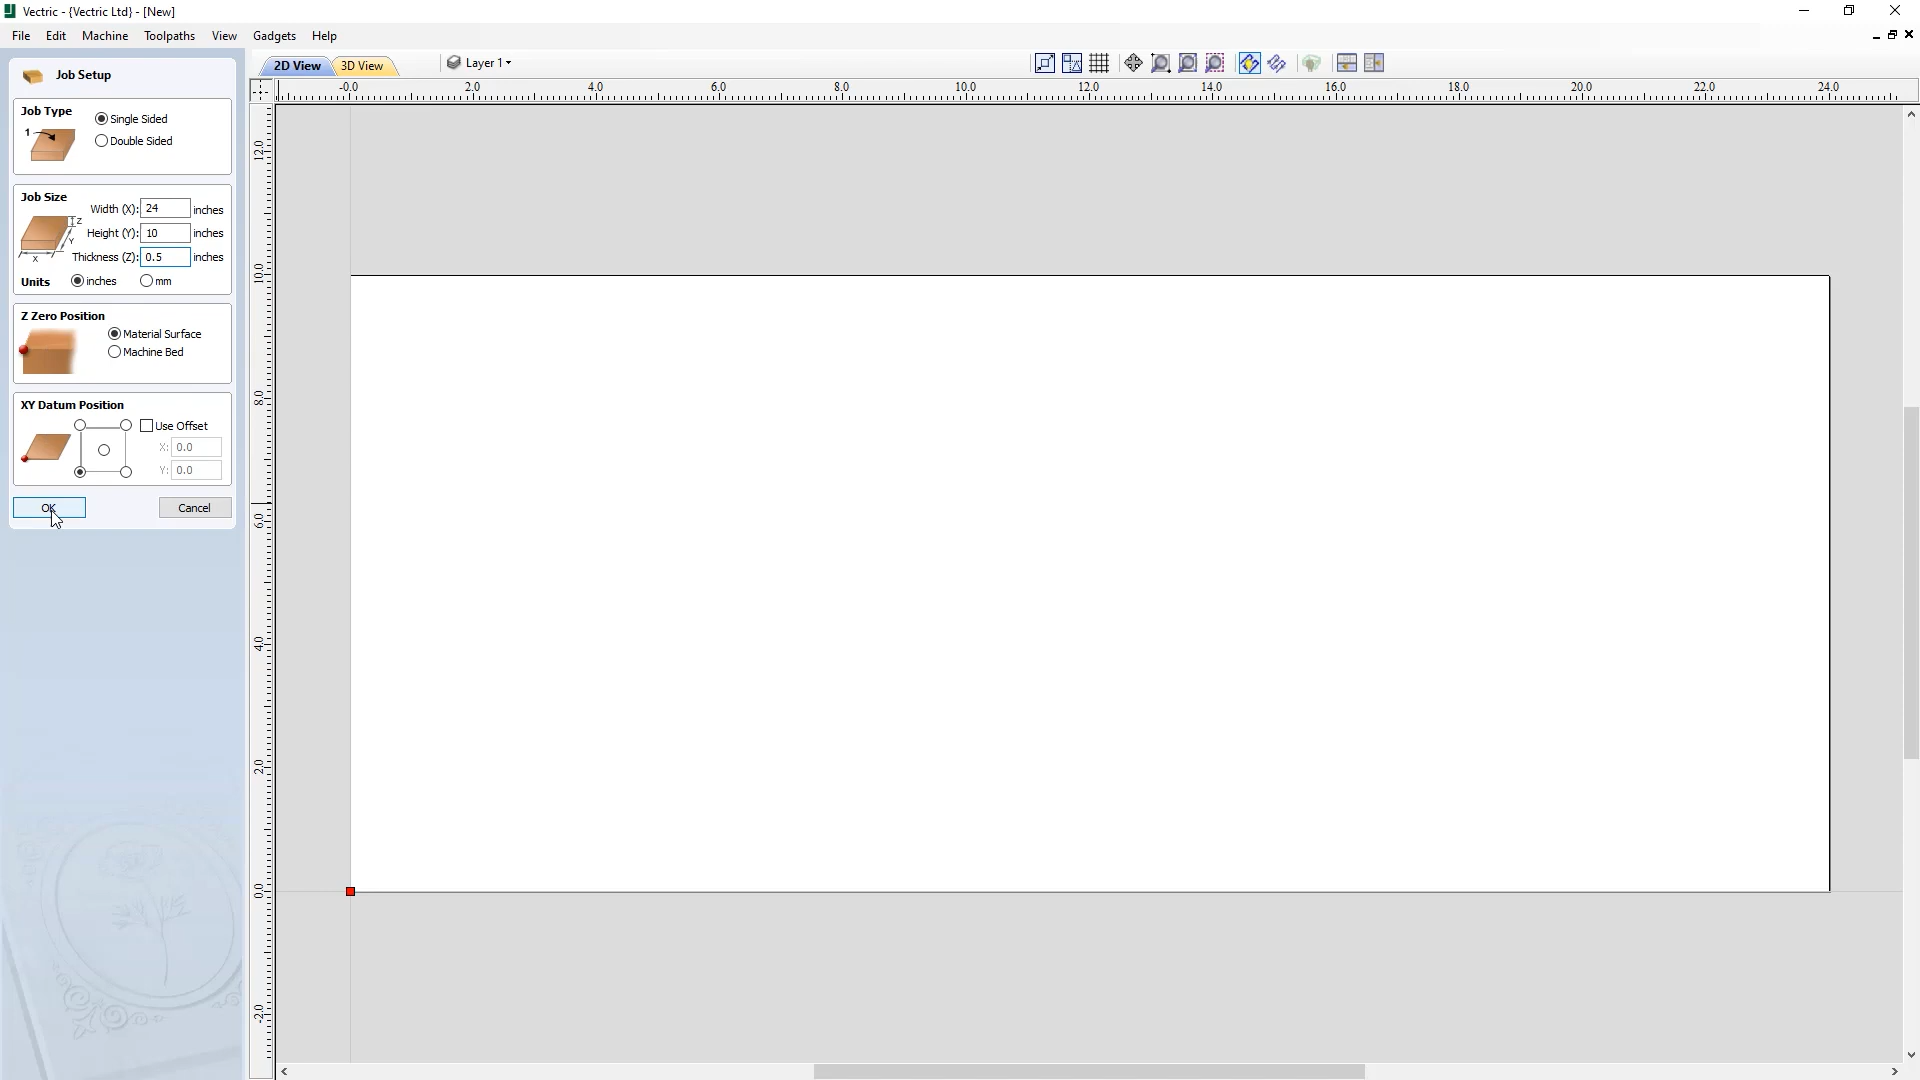 Vectric - {Vectric Ltd} - [New]
File Edit Machine Toolpaths View Gadgets Help
Job Setup
2D View 3D View Layer 1
-0.0 2.0 4.0 6.0 8.0 10.0 12.0 14.0 16.0 18.0 20.0 22.0 24.0
Job Type
1
Single Sided
Double Sided
Job Size
Width (X): 24 inches
Height (Y): 10 inches
Thickness (Z): 0.5 inches
Z
Y
X
Units inches mm
Z Zero Position
Material Surface
Machine Bed
XY Datum Position
Use Offset
X: 0.0
Y: 0.0
OK Cancel
12.0
10.0
8.0
6.0
4.0
2.0
0.0
-2.0